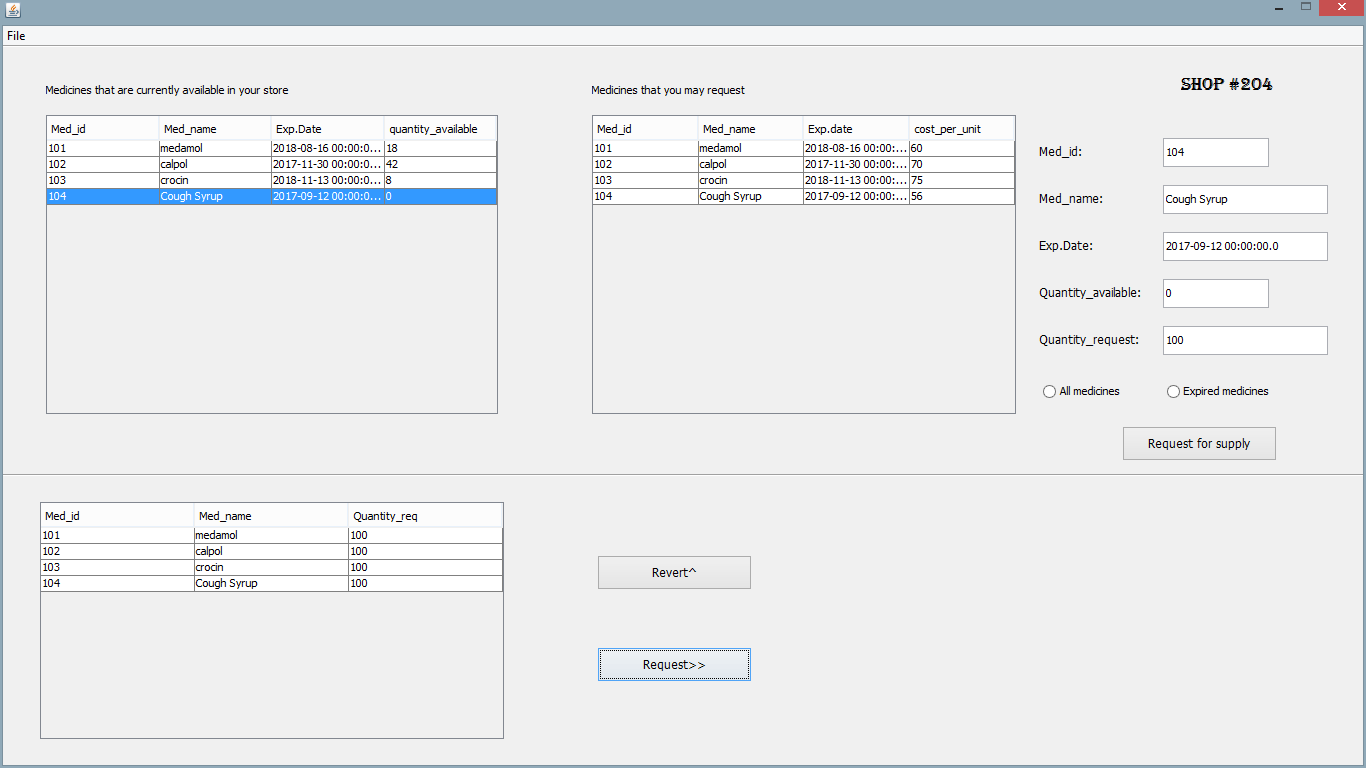 File
SHOP #204
Medicines that are currently available in your store
Med_id Med_name Exp.Date quantity_available
101 medamol 2018-08-16 00:00:0... 18
102 calpol 2017-11-30 00:00:0... 42
103 crocin 2018-11-13 00:00:0... 8
104 Cough Syrup 2017-09-12 00:00:0... 0
Medicines that you may request
Med_id Med_name Exp.date cost_per_unit
101 medamol 2018-08-16 00:00:... 60
102 calpol 2017-11-30 00:00:... 70
103 crocin 2018-11-13 00:00:... 75
104 Cough Syrup 2017-09-12 00:00:... 56
Med_id: 104
Med_name: Cough Syrup
Exp.Date: 2017-09-12 00:00:00.0
Quantity_available: 0
Quantity_request: 100
All medicines Expired medicines
Request for supply
Med_id Med_name Quantity_req
101 medamol 100
102 calpol 100
103 crocin 100
104 Cough Syrup 100
Revert^
Request>>